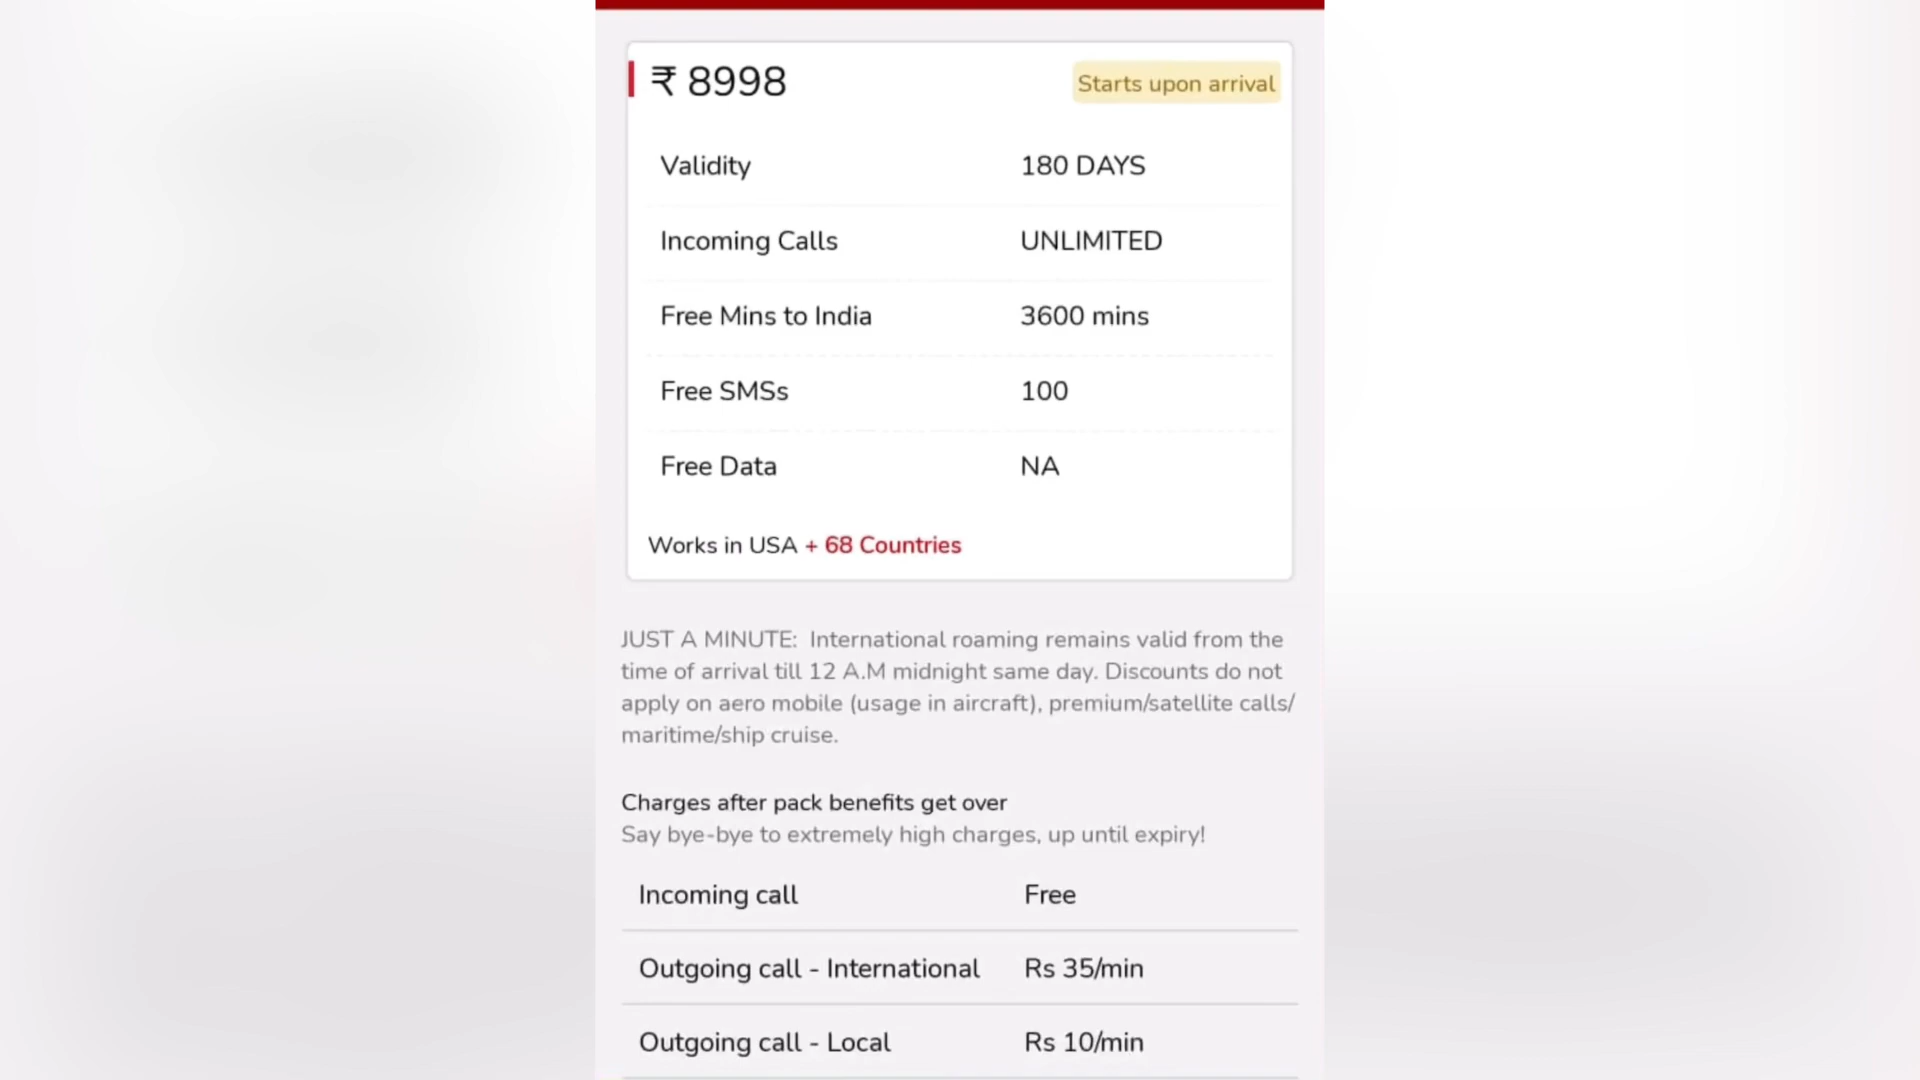 ₹ 8998
Starts upon arrival
Validity 180 DAYS
Incoming Calls UNLIMITED
Free Mins to India 3600 mins
Free SMSs 100
Free Data NA
Works in USA + 68 Countries
JUST A MINUTE: International roaming remains valid from the
time of arrival till 12 A.M midnight same day. Discounts do not
apply on aero mobile (usage in aircraft), premium/satellite calls/
maritime/ship cruise.
Charges after pack benefits get over
Say bye-bye to extremely high charges, up until expiry!
Incoming call Free
Outgoing call - International Rs 35/min
Outgoing call - Local Rs 10/min